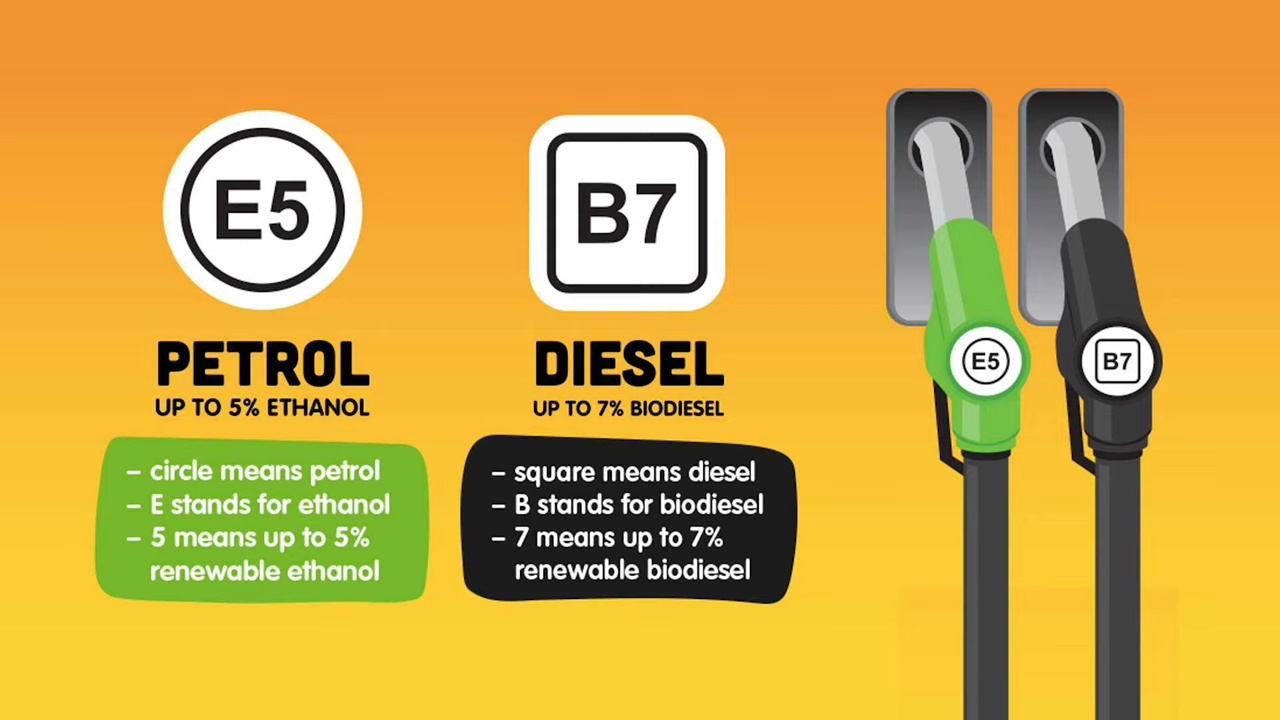 E5
PETROL
UP TO 5% ETHANOL
– circle means petrol
– E stands for ethanol
– 5 means up to 5%
renewable ethanol
B7
DIESEL
UP TO 7% BIODIESEL
– square means diesel
– B stands for biodiesel
– 7 means up to 7%
renewable biodiesel
E5
B7